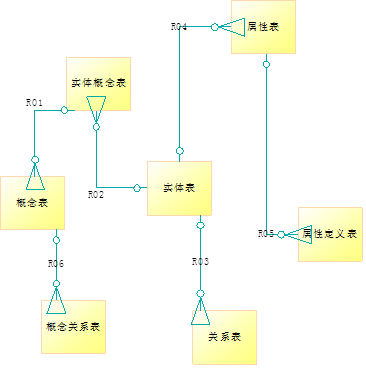 R04
属性表
实体概念表
R01
实体表
R02
概念表
属性定义表
R05
R03
R06
概念关系表
关系表